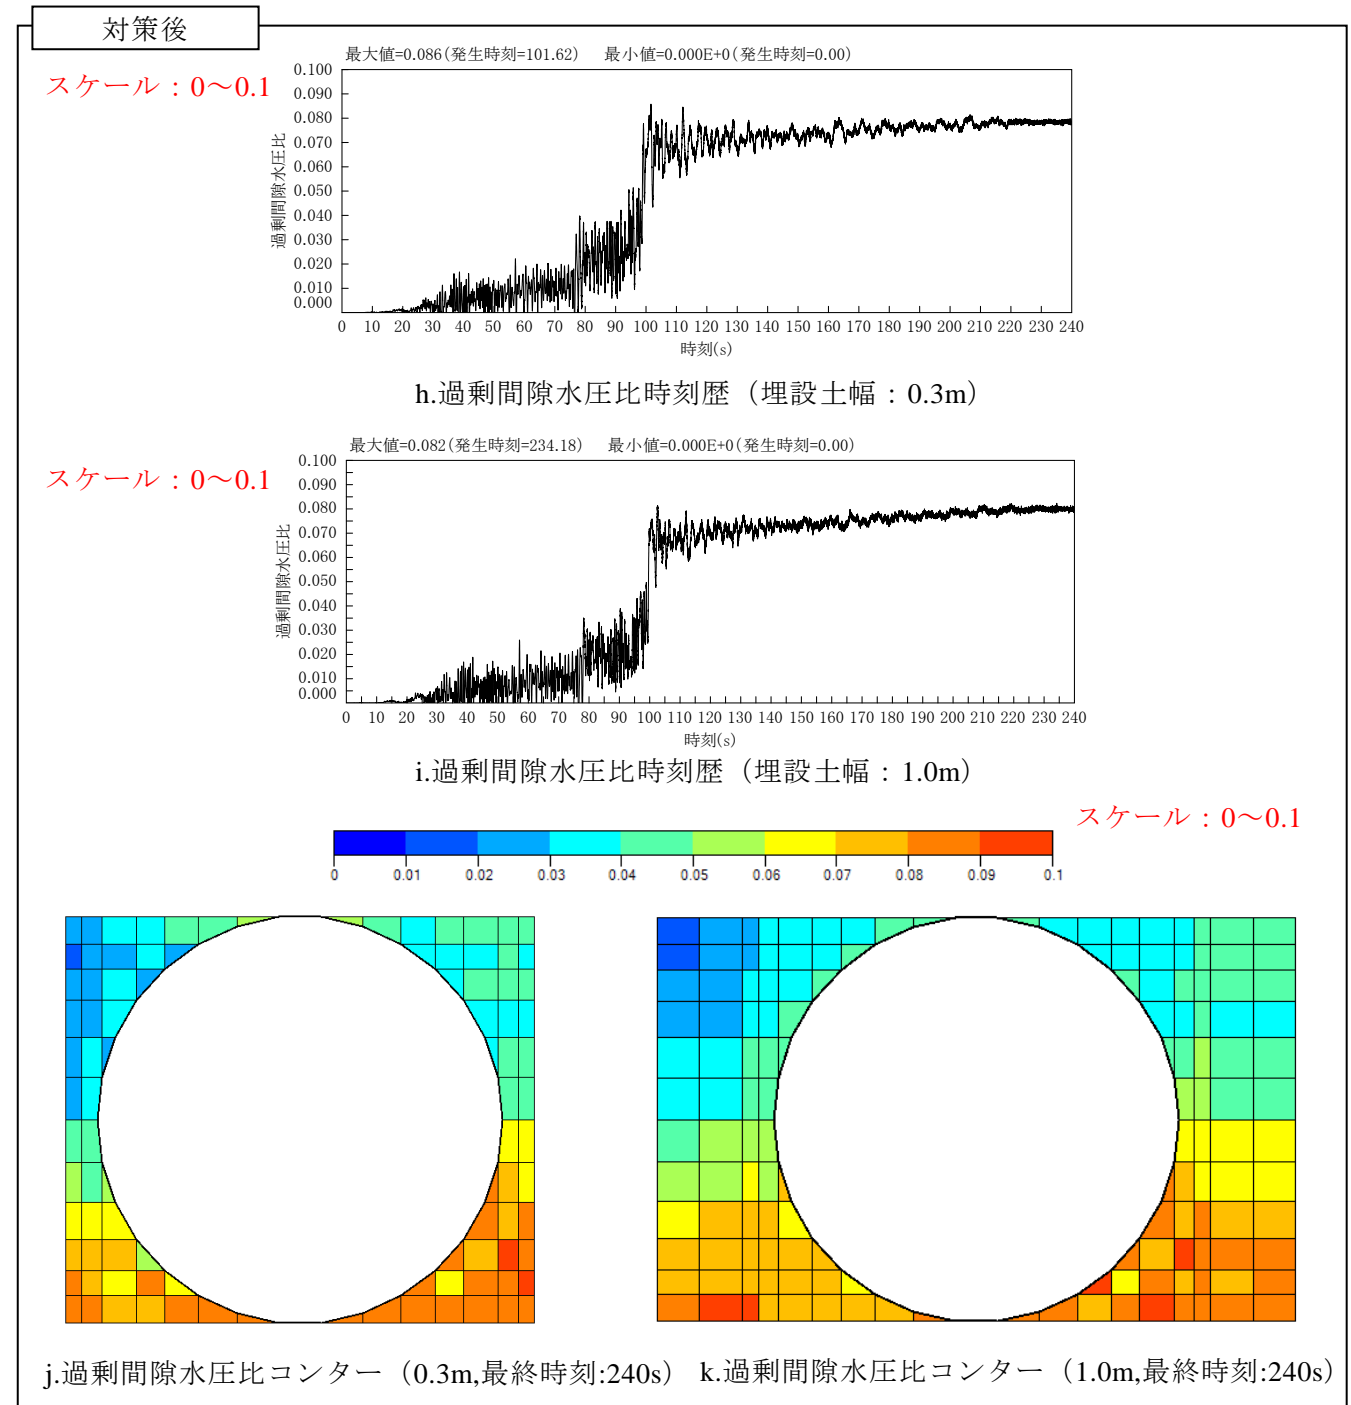 対策後
最大値=0.086(発生時刻=101.62) 最小値=0.000E+0(発生時刻=0.00)
スケール：0～0.1
0.100
0.090
0.080
0.070
0.060
0.050
0.040
0.030
0.020
0.010
0.000
過剰間隙水圧比
0 10 20 30 40 50 60 70 80 90 100 110 120 130 140 150 160 170 180 190 200 210 220 230 240
時刻(s)
h.過剰間隙水圧比時刻歴（埋設土幅：0.3m）
最大値=0.082(発生時刻=234.18) 最小値=0.000E+0(発生時刻=0.00)
スケール：0～0.1
0.100
0.090
0.080
0.070
0.060
0.050
0.040
0.030
0.020
0.010
0.000
過剰間隙水圧比
0 10 20 30 40 50 60 70 80 90 100 110 120 130 140 150 160 170 180 190 200 210 220 230 240
時刻(s)
i.過剰間隙水圧比時刻歴（埋設土幅：1.0m）
スケール：0～0.1
0 0.01 0.02 0.03 0.04 0.05 0.06 0.07 0.08 0.09 0.1
j.過剰間隙水圧比コンター（0.3m,最終時刻:240s）
k.過剰間隙水圧比コンター（1.0m,最終時刻:240s）